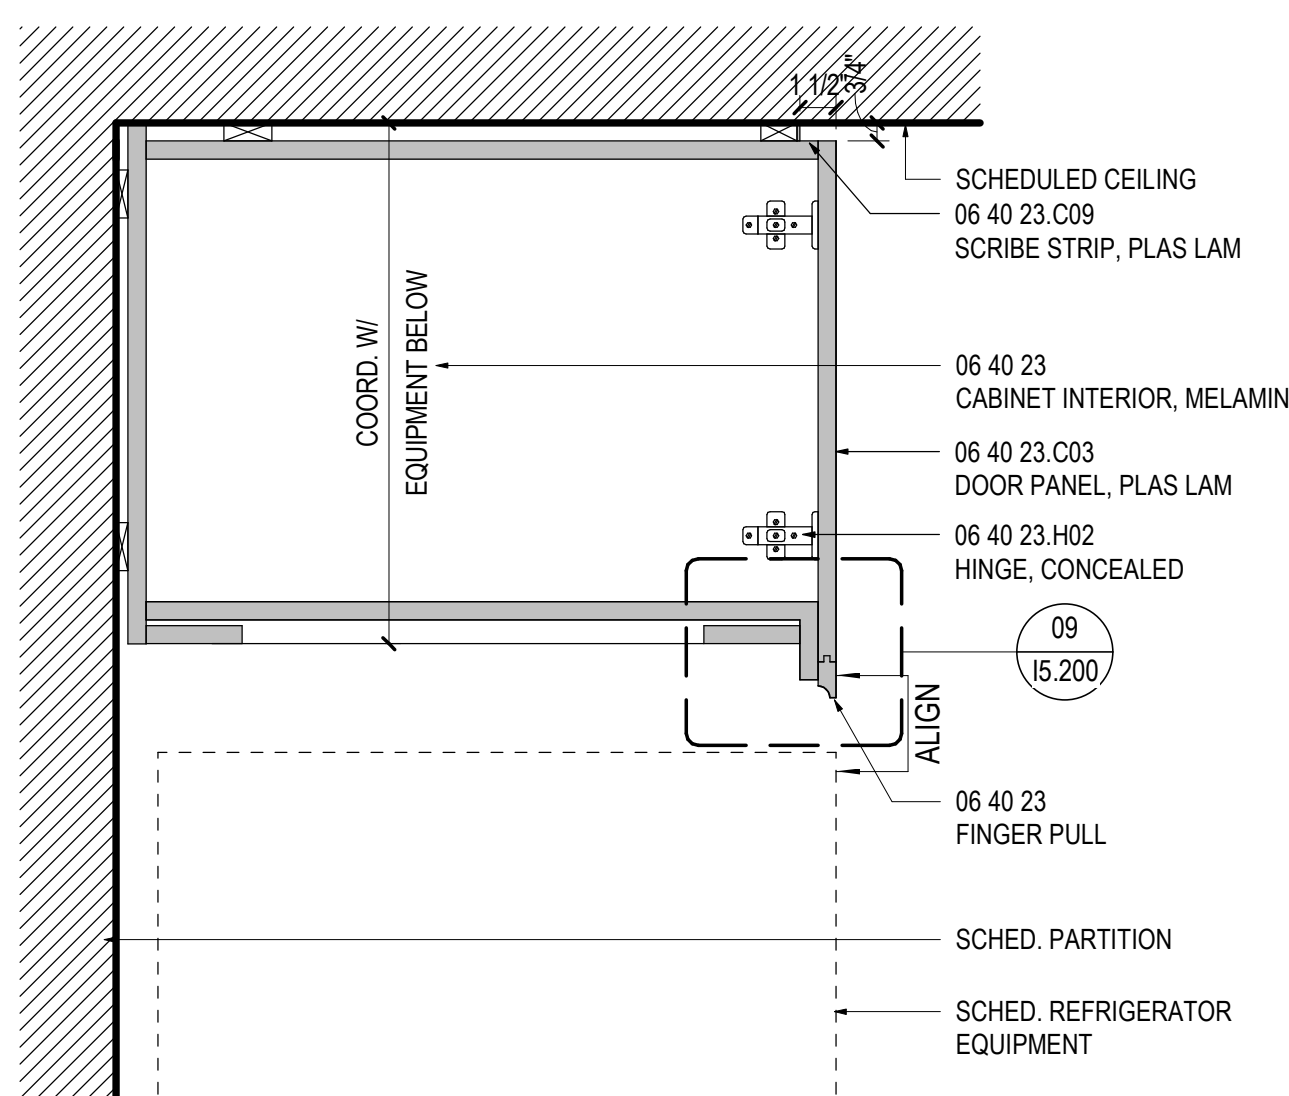 1 1/2"
3/4"
SCHEDULED CEILING
06 40 23.C09
SCRIBE STRIP, PLAS LAM
COORD. W/
EQUIPMENT BELOW
06 40 23
CABINET INTERIOR, MELAMIN
06 40 23.C03
DOOR PANEL, PLAS LAM
06 40 23.H02
HINGE, CONCEALED
09
I5.200
ALIGN
06 40 23
FINGER PULL
SCHED. PARTITION
SCHED. REFRIGERATOR
EQUIPMENT